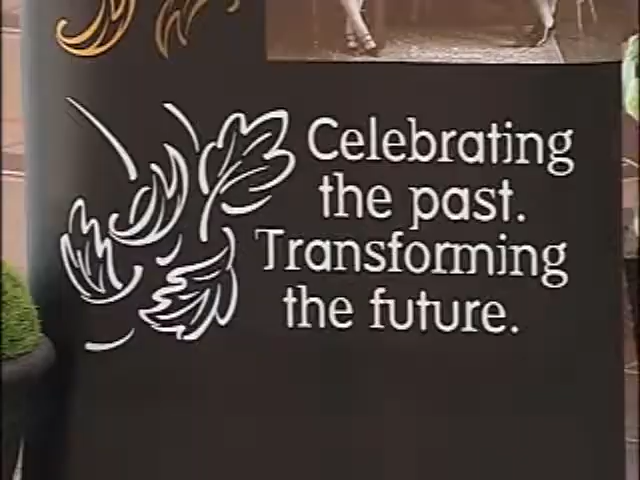 Celebrating
the past.
Transforming
the future.